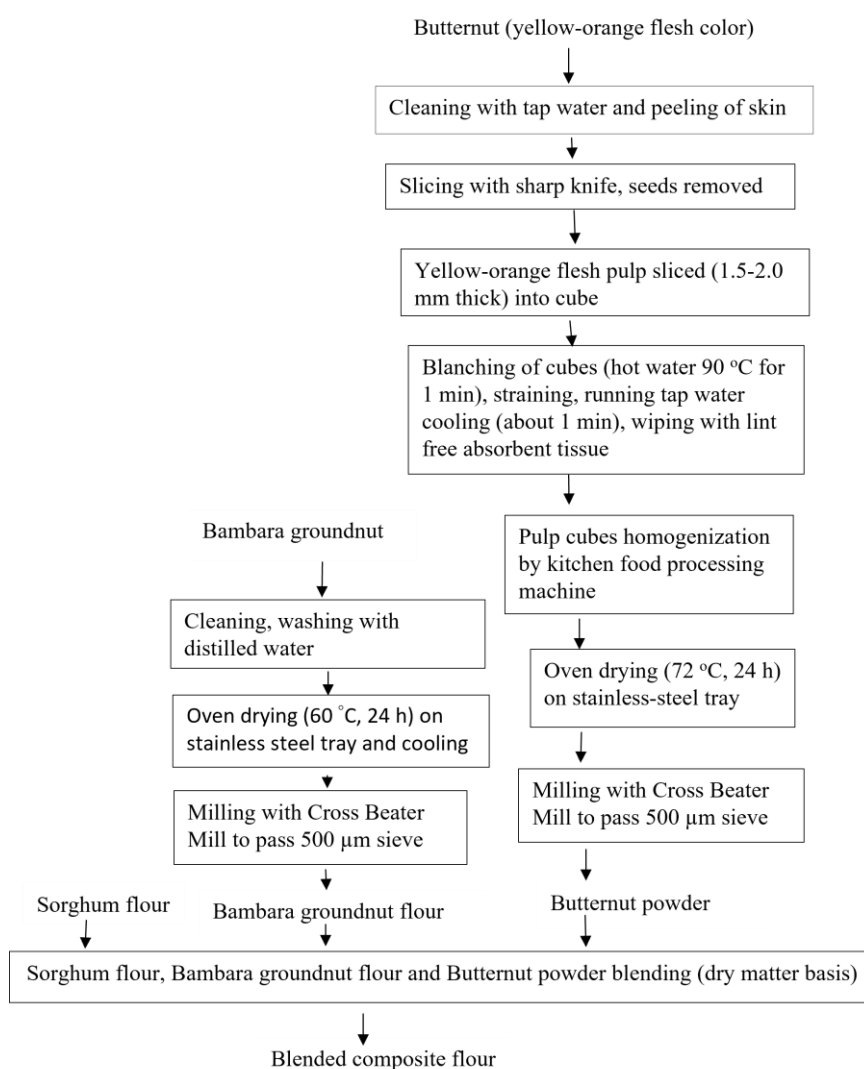 Butternut (yellow-orange flesh color)
Cleaning with tap water and peeling of skin
Slicing with sharp knife, seeds removed
Yellow-orange flesh pulp sliced (1.5-2.0
mm thick) into cube
Blanching of cubes (hot water 90 °C for
1 min), straining, running tap water
cooling (about 1 min), wiping with lint
free absorbent tissue
Pulp cubes homogenization
by kitchen food processing
machine
Oven drying (72 °C, 24 h)
on stainless-steel tray
Milling with Cross Beater
Mill to pass 500 µm sieve
Butternut powder
Bambara groundnut
Cleaning, washing with
distilled water
Oven drying (60 °C, 24 h) on
stainless steel tray and cooling
Milling with Cross Beater
Mill to pass 500 µm sieve
Bambara groundnut flour
Sorghum flour
Sorghum flour, Bambara groundnut flour and Butternut powder blending (dry matter basis)
Blended composite flour